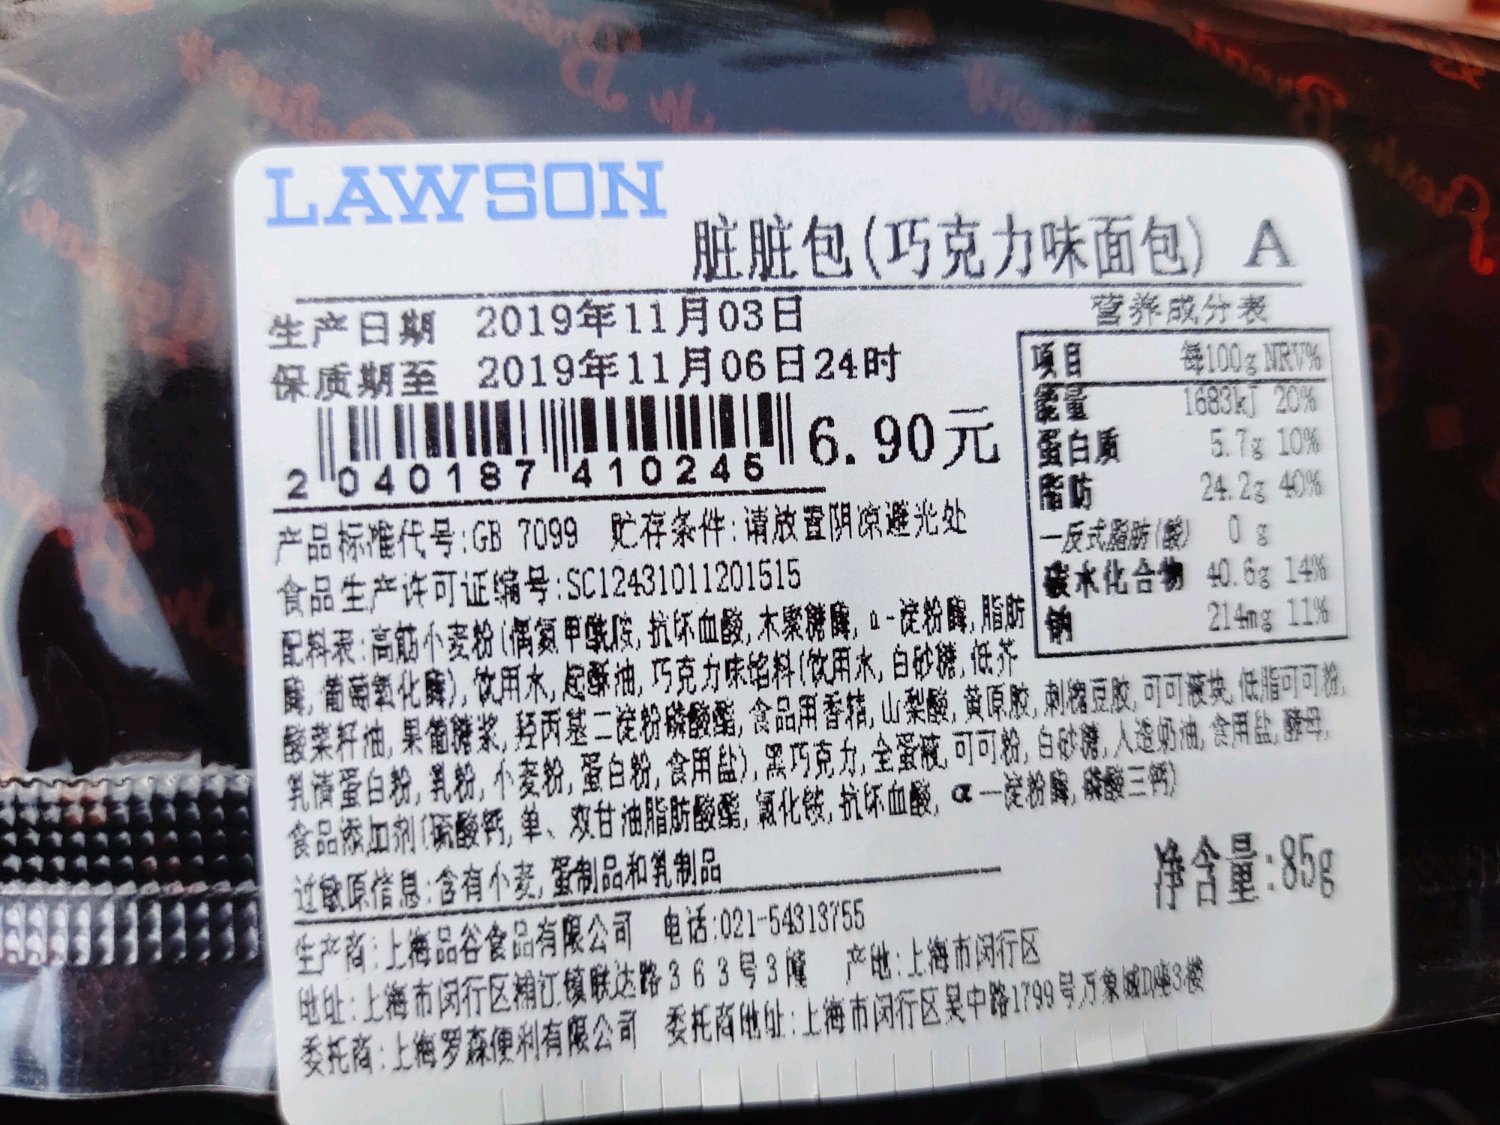 LAWSON
脏脏包(巧克力味面包) A
生产日期 2019年11月03日
保质期至 2019年11月06日24时
2 040187 410246
6.90元
营养成分表
项目 每100g NRV%
能量 1683kJ 20%
蛋白质 5.7g 10%
脂肪 24.2g 40%
一反式脂肪(酸) 0 g
碳水化合物 40.6g 14%
钠 214mg 11%
产品标准代号:GB 7099 贮存条件:请放置阴凉避光处
食品生产许可证编号:SC12431011201515
配料表:高筋小麦粉(偶氮甲酰胺,抗坏血酸,木聚糖酶,α-淀粉酶,脂肪
酶,葡萄氧化酶),饮用水,起酥油,巧克力味馅料(饮用水,白砂糖,低芥
酸菜籽油,果葡糖浆,羟丙基二淀粉磷酸酯,食品用香精,山梨酸,黄原胶,刺槐豆胶,可可液块,低脂可可粉,
乳清蛋白粉,乳粉,小麦粉,蛋白粉,食用盐),黑巧克力,全蛋液,可可粉,白砂糖,人造奶油,食用盐,酵母,
食品添加剂(硫酸钙,单、双甘油脂肪酸酯,氯化铵,抗坏血酸,α-淀粉酶,磷酸三钙)
过敏原信息:含有小麦,蛋制品和乳制品
净含量:85g
生产商:上海品谷食品有限公司 电话:021-54313755
地址:上海市闵行区浦江镇联达路363号3幢 产地:上海市闵行区
委托商:上海罗森便利有限公司 委托商地址:上海市闵行区吴中路1799号万象城D座3楼